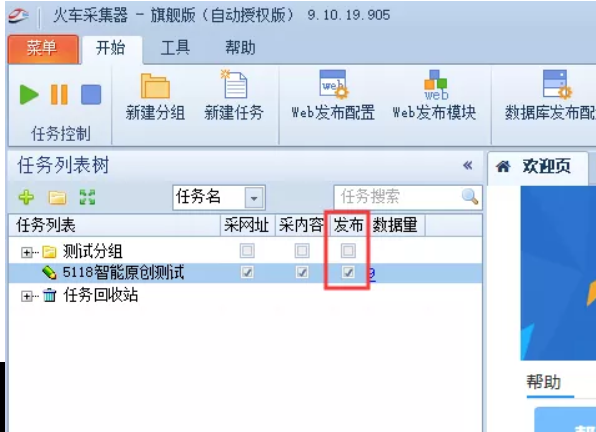 火车采集器 - 旗舰版（自动授权版） 9.10.19.905
菜单 开始 工具 帮助
新建分组 新建任务 Web发布配置 Web发布模块 数据库发布配
任务控制
任务列表树 « 欢迎页
任务名 任务搜索
任务列表 采网址 采内容 发布 数据量
测试分组
5118智能原创测试 9
任务回收站
帮助